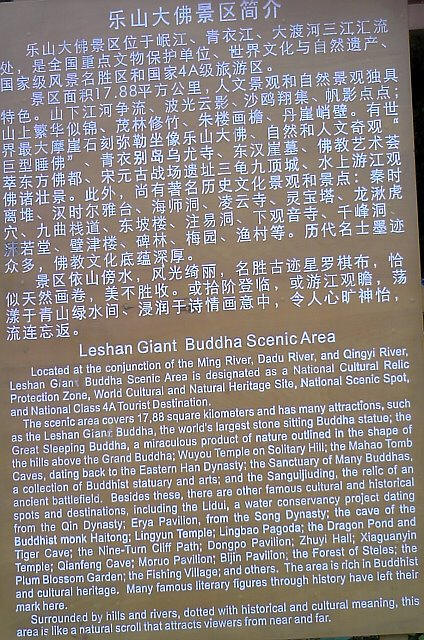 乐山大佛景区简介
乐山大佛景区位于岷江、青衣江、大渡河三江汇流
处，是全国重点文物保护单位、世界文化与自然遗产、
国家级风景名胜区和国家4A级旅游区。
景区面积17.88平方公里，人文景观和自然景观独具
特色。山下江河争流、波光云影、沙鸥翔集、帆影点点；
山上繁华似锦、茂林修竹、朱楼画檐、丹崖峭壁。有世
界最大摩崖石刻弥勒坐像乐山大佛、自然和人文奇观“
巨型睡佛”、青衣别岛乌尤寺、东汉崖墓、佛教艺术荟
萃东方佛都、宋元古战场遗址三龟九顶城、水上游江观
佛诸壮景。此外，尚有著名历史文化景观和景点：秦时
离堆、汉时尔雅台、海师洞、凌云寺、灵宝塔、龙湫虎
穴、九曲栈道、东坡楼、注易洞、下观音寺、千峰洞、
沫若堂、璧津楼、碑林、梅园、渔村等。历代名士墨迹
众多，佛教文化底蕴深厚。
景区依山傍水，风光绮丽，名胜古迹星罗棋布，恰
似天然画卷，美不胜收。或拾阶登临，或游江观瞻，荡
漾于青山绿水间、浸润于诗情画意中，令人心旷神怡，
流连忘返。
Leshan Giant Buddha Scenic Area
Located at the conjunction of the Ming River, Dadu River, and Qingyi River,
Leshan Giant Buddha Scenic Area is designated as a National Cultural Relic
Protection Zone, World Cultural and Natural Heritage Site, National Scenic Spot,
and National Class 4A Tourist Destination.
The scenic area covers 17,88 square kilometers and has many attractions, such
as the Leshan Giant Buddha, the world's largest stone sitting Buddha statue; the
Great Sleeping Buddha, a miraculous product of nature outlined in the shape of
the hills above the Grand Buddha; Wuyou Temple on Solitary Hill; the Mahao Tomb
Caves, dating back to the Eastern Han Dynasty; the Sanctuary of Many Buddhas,
a collection of Buddhist statuary and arts; and the Sanguijiuding, the relic of an
ancient battlefield. Besides these, there are other famous cultural and historical
spots and destinations, including the Lidui, a water conservancy project dating
from the Qin Dynasty; Erya Pavilion, from the Song Dynasty; the cave of the
Buddhist monk Haitong; Lingyun Temple; Lingbao Pagoda; the Dragon Pond and
Tiger Cave; the Nine-Turn Cliff Path; Dongpo Pavilion; Zhuyi Hall; Xiaguanyin
Temple; Qianfeng Cave; Moruo Pavilion; Bijin Pavilion, the Forest of Steles; the
Plum Blossom Garden; the Fishing Village; and others. The area is rich in Buddhist
and cultural heritage. Many famous literary figures through history have left their
mark here.
Surrounded by hills and rivers, dotted with historical and cultural meaning, this
area is like a natural scroll that attracts viewers from near and far.